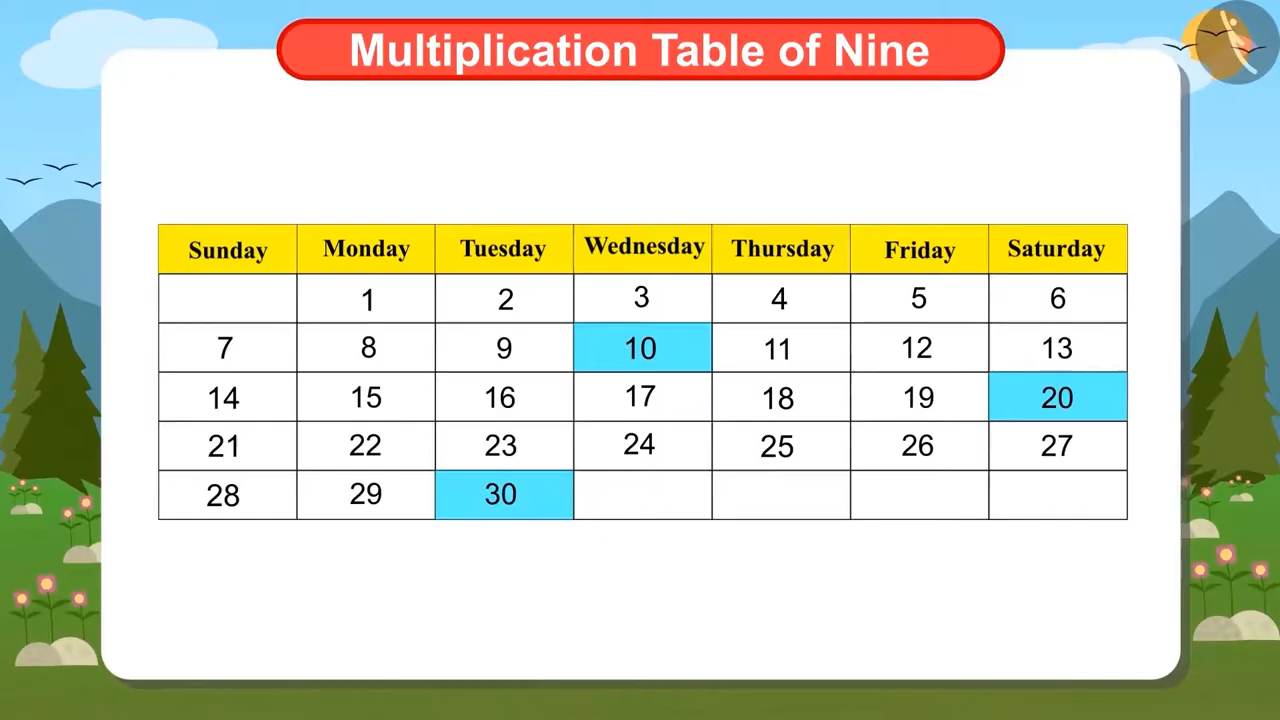 Multiplication Table of Nine
Sunday Monday Tuesday Wednesday Thursday Friday Saturday
1 2 3 4 5 6
7 8 9 10 11 12 13
14 15 16 17 18 19 20
21 22 23 24 25 26 27
28 29 30